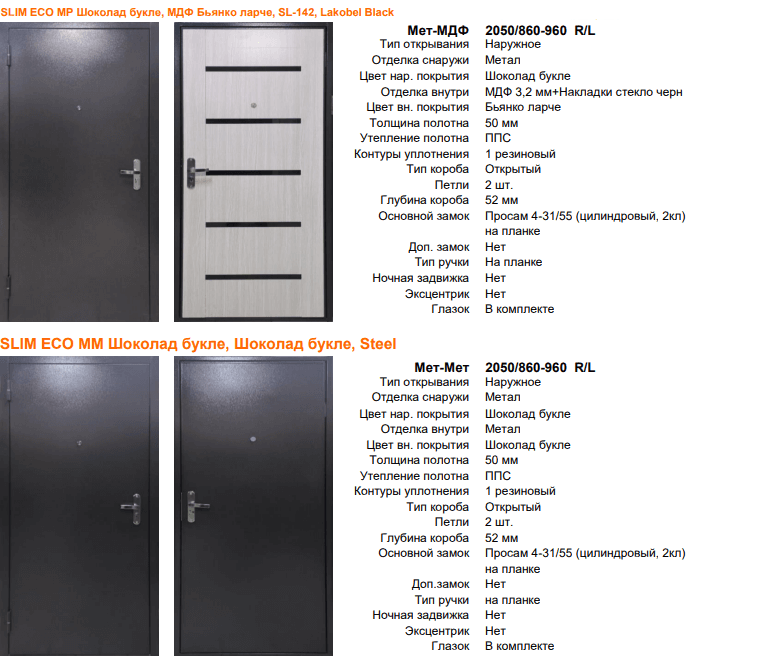 SLIM ECO MP Шоколад букле, МДФ Бьянко ларче, SL-142, Lakobel Black
Мет-МДФ 2050/860-960 R/L
Тип открывания Наружное
Отделка снаружи Метал
Цвет нар. покрытия Шоколад букле
Отделка внутри МДФ 3,2 мм+Накладки стекло черн
Цвет вн. покрытия Бьянко ларче
Толщина полотна 50 мм
Утепление полотна ППС
Контуры уплотнения 1 резиновый
Тип короба Открытый
Петли 2 шт.
Глубина короба 52 мм
Основной замок Просам 4-31/55 (цилиндровый, 2кл)
на планке
Доп. замок Нет
Тип ручки На планке
Ночная задвижка Нет
Эксцентрик Нет
Глазок В комплекте
SLIM ECO MM Шоколад букле, Шоколад букле, Steel
Мет-Мет 2050/860-960 R/L
Тип открывания Наружное
Отделка снаружи Метал
Цвет нар. покрытия Шоколад букле
Отделка внутри Метал
Цвет вн. покрытия Шоколад букле
Толщина полотна 50 мм
Утепление полотна ППС
Контуры уплотнения 1 резиновый
Тип короба Открытый
Петли 2 шт.
Глубина короба 52 мм
Основной замок Просам 4-31/55 (цилиндровый, 2кл)
на планке
Доп.замок Нет
Тип ручки на планке
Ночная задвижка Нет
Эксцентрик Нет
Глазок В комплекте